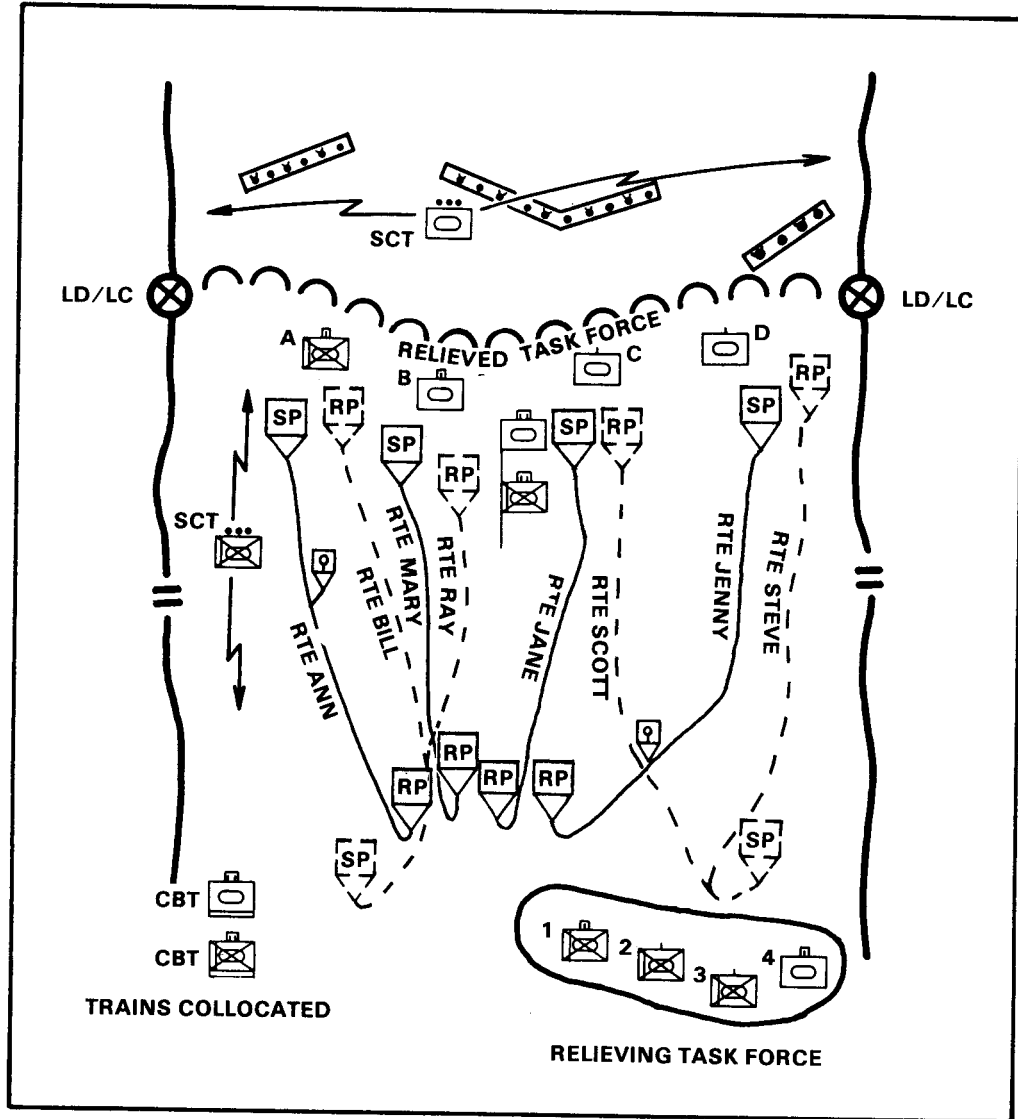 SCT
LD/LC
LD/LC
A
RELIEVED TASK FORCE
B
C
D
SP
RP
SP
RP
SP
RP
SP
RP
SCT
RTE ANN
RTE BILL
RTE MARY
RTE RAY
RTE JANE
RTE SCOTT
RTE JENNY
RTE STEVE
RP
RP
RP
RP
SP
SP
CBT
CBT
TRAINS COLLOCATED
1
2
3
4
RELIEVING TASK FORCE